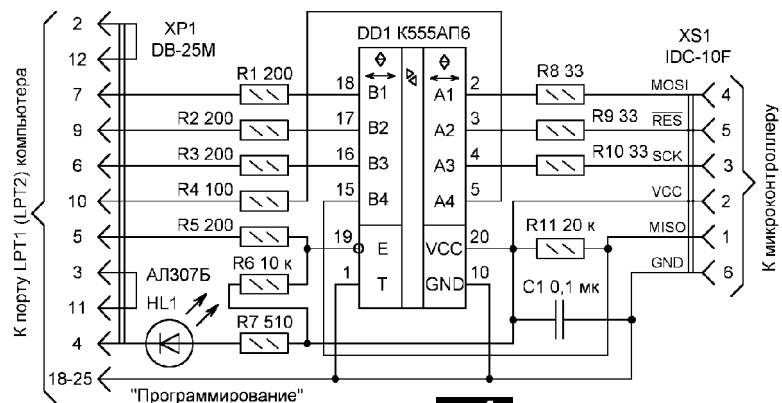 XP1
DB-25M
DD1 К555АП6
XS1
IDC-10F
К порту LPT1 (LPT2) компьютера
К микроконтроллеру
2
12
7
9
6
10
5
3
11
4
18-25
R1 200
R2 200
R3 200
R4 100
R5 200
R6 10 к
R7 510
АЛ307Б
HL1
"Программирование"
18
17
16
15
19
1
B1
B2
B3
B4
E
T
A1
A2
A3
A4
VCC
GND
2
3
4
5
20
10
R8 33
R9 33
R10 33
R11 20 к
C1 0,1 мк
MOSI
RES
SCK
VCC
MISO
GND
4
5
3
2
1
6